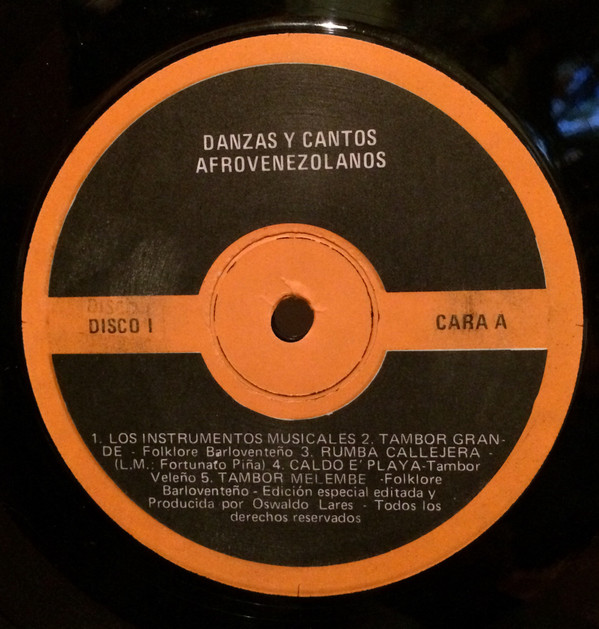 DANZAS Y CANTOS
AFROVENEZOLANOS
DISCO I
CARA A
1. LOS INSTRUMENTOS MUSICALES 2. TAMBOR GRAN-
DE - Folklore Barloventeño 3. RUMBA CALLEJERA -
(L.M.: Fortunato Piña) 4. CALDO E' PLAYA-Tambor
Veleño 5. TAMBOR MELEMBE -Folklore
Barloventeño - Edición especial editada y
Producida por Oswaldo Lares - Todos los
derechos reservados